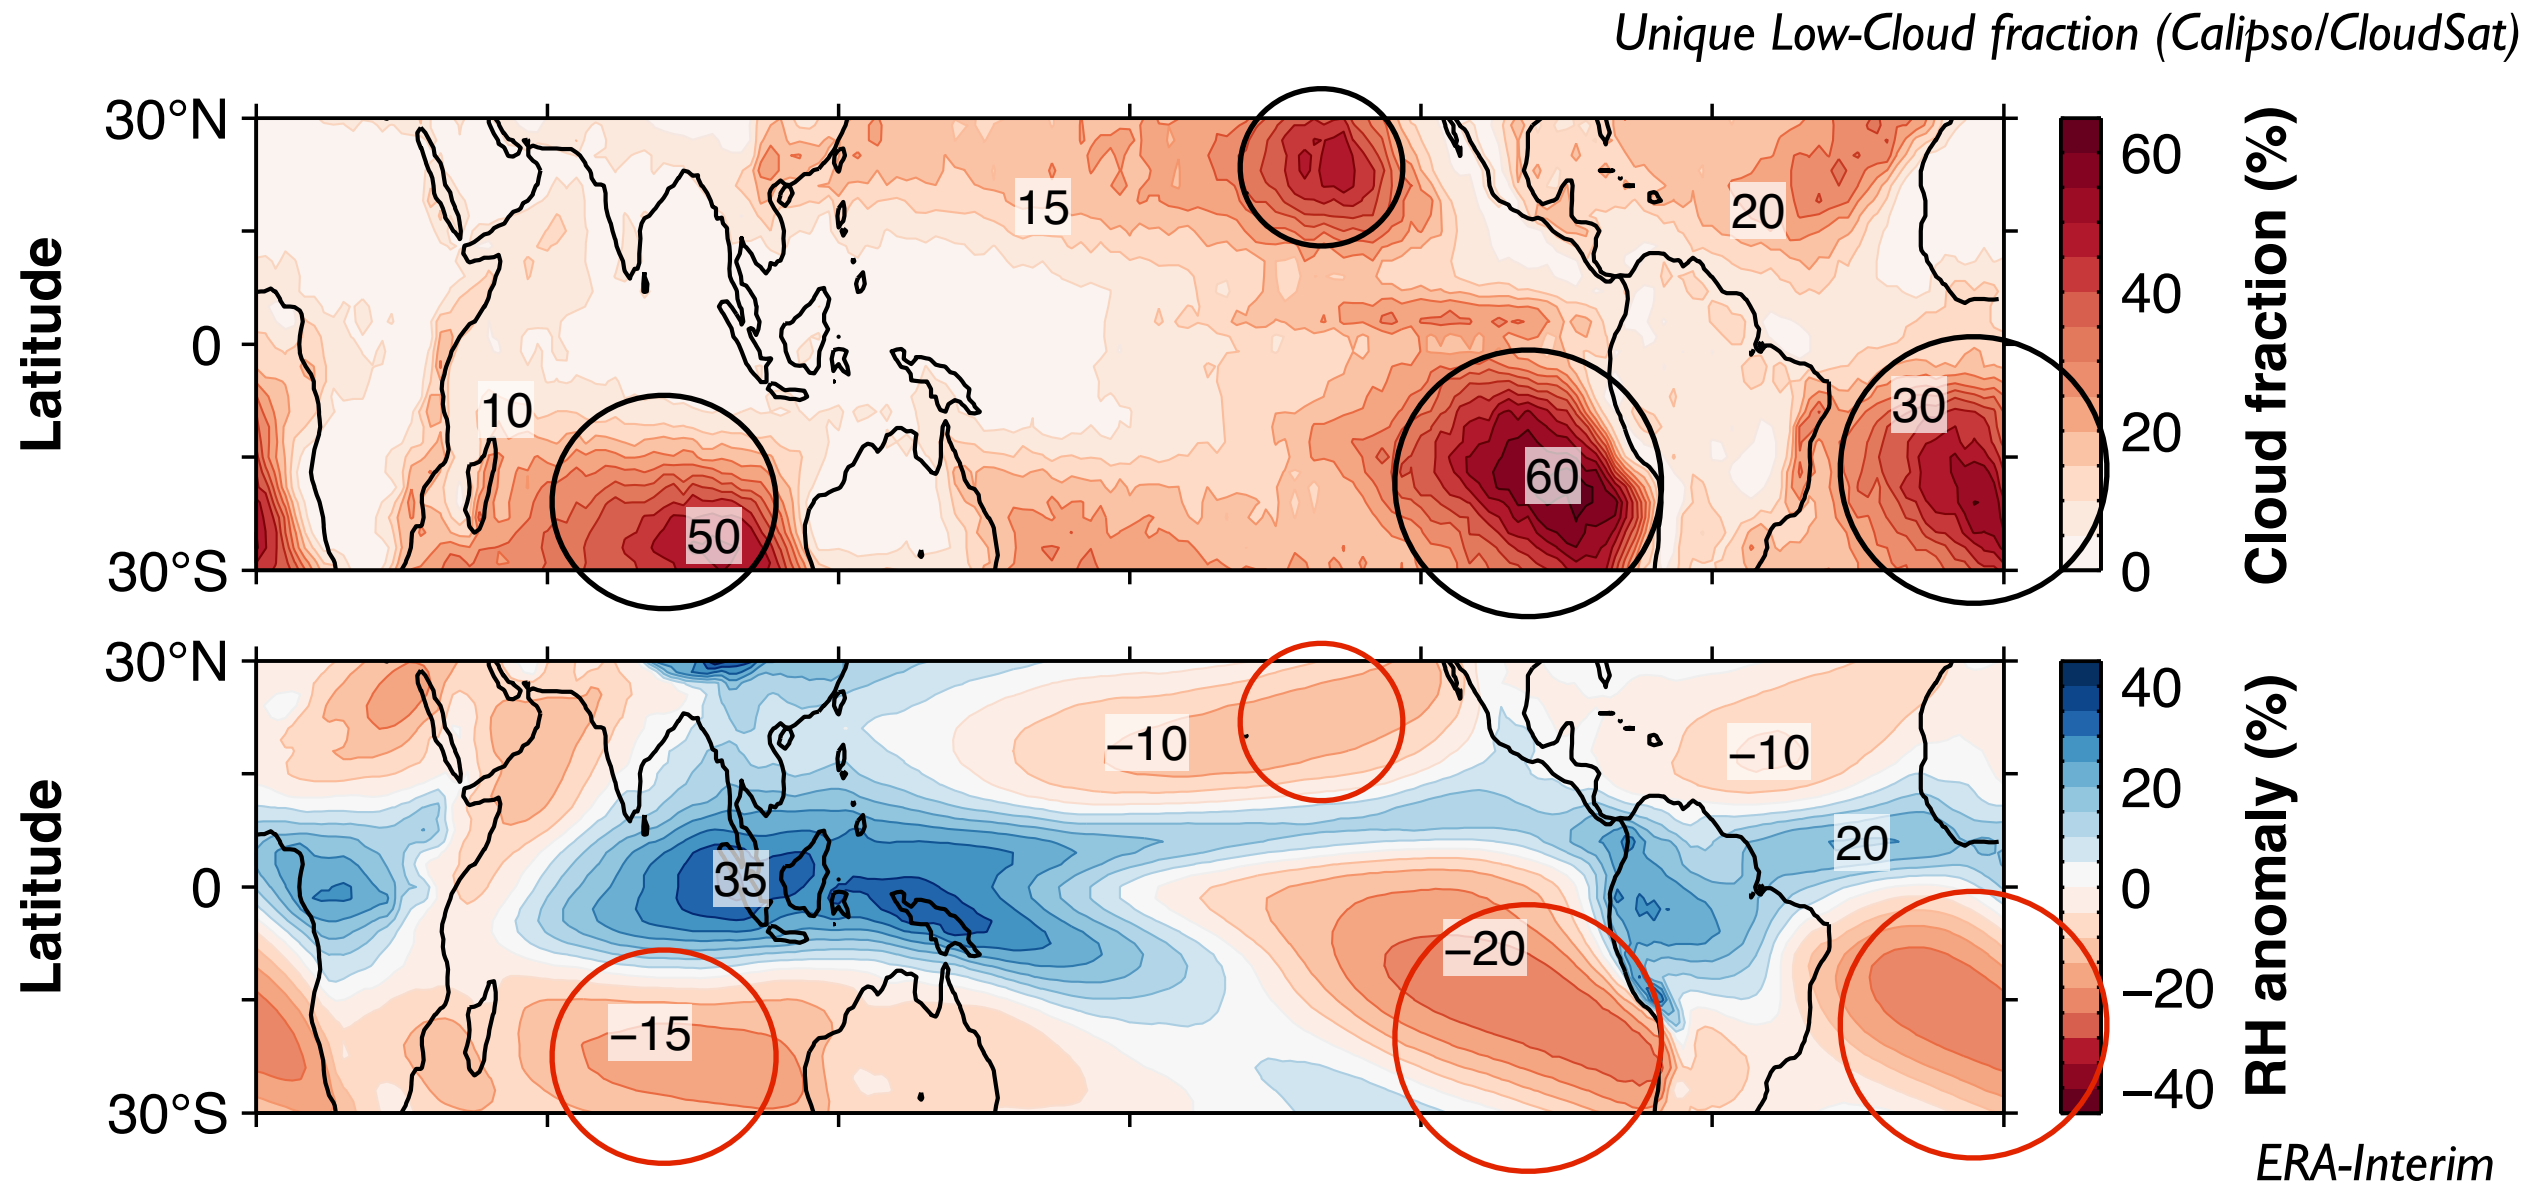 Unique Low-Cloud fraction (Calipso/CloudSat)
30°N
0
30°S
Latitude
15
20
10
50
60
30
60
40
20
0
Cloud fraction (%)
30°N
0
30°S
Latitude
−10
−10
35
20
−20
−15
40
20
0
−20
−40
RH anomaly (%)
ERA-Interim